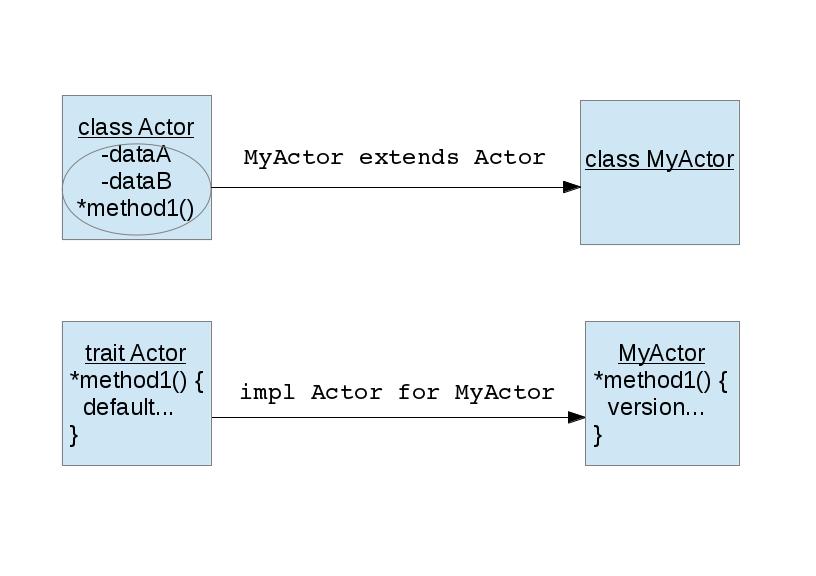 class Actor
-dataA
-dataB
*method1()
MyActor extends Actor
class MyActor
trait Actor
*method1() {
default...
}
impl Actor for MyActor
MyActor
*method1() {
version...
}